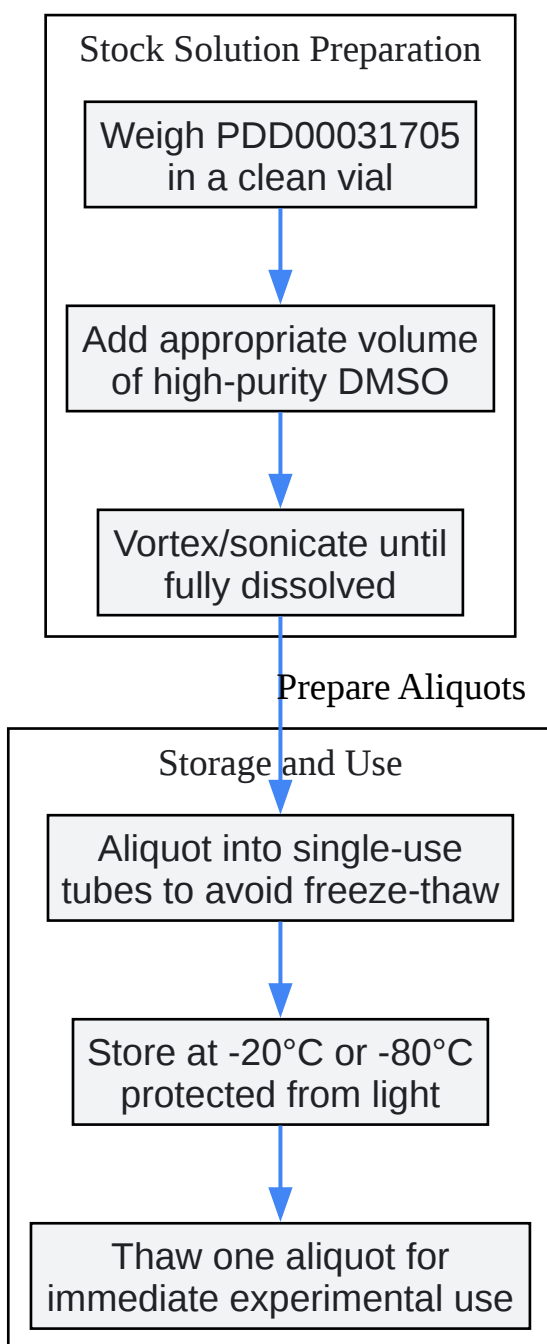 Stock Solution Preparation
Weigh PDD00031705
in a clean vial
Add appropriate volume
of high-purity DMSO
Vortex/sonicate until
fully dissolved
Prepare Aliquots
Storage and Use
Aliquot into single-use
tubes to avoid freeze-thaw
Store at -20°C or -80°C
protected from light
Thaw one aliquot for
immediate experimental use